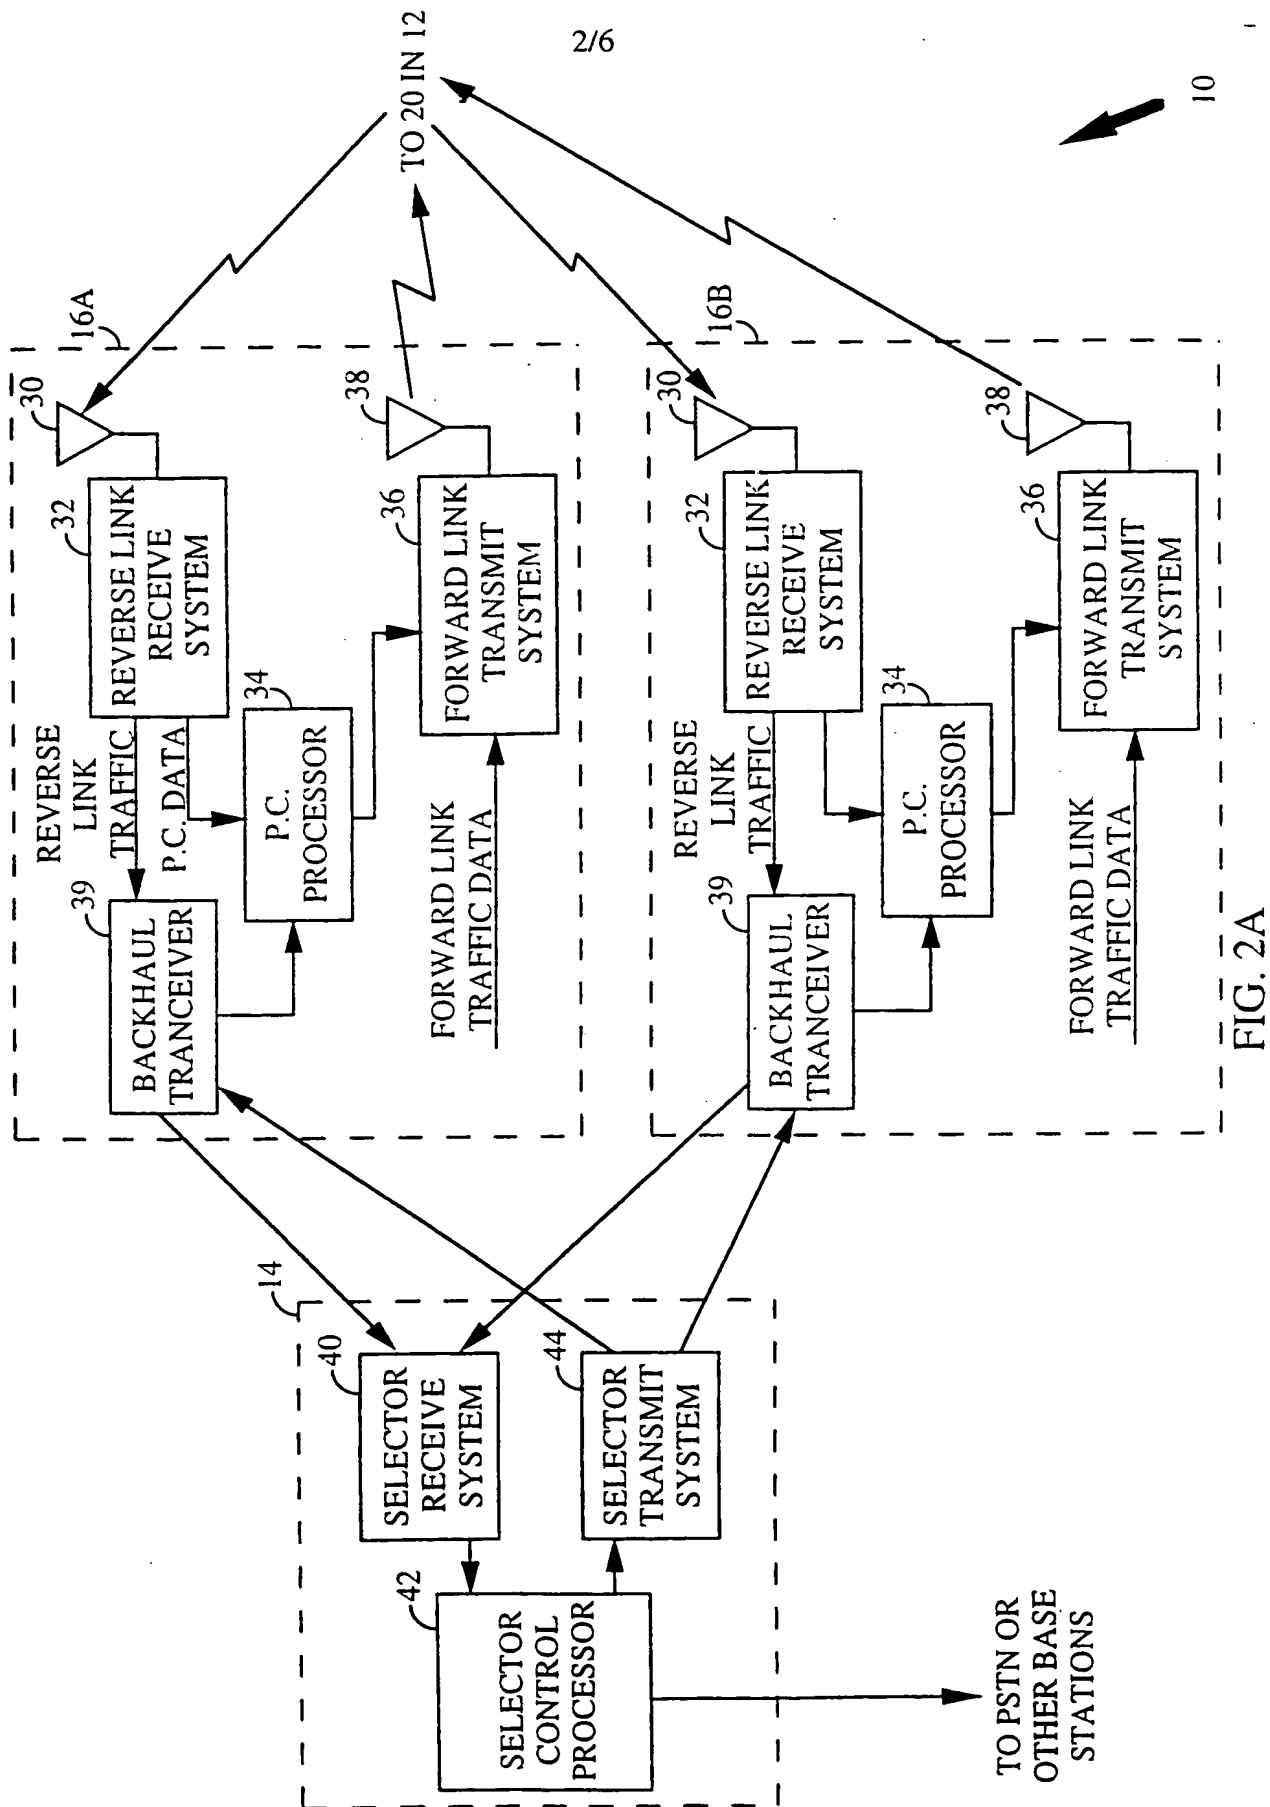 2/6
TO 20 IN 12
10
16A
30
32
REVERSE LINK
RECEIVE
SYSTEM
REVERSE
LINK
TRAFFIC
P.C. DATA
39
BACKHAUL
TRANCEIVER
34
P.C.
PROCESSOR
38
36
FORWARD LINK
TRANSMIT
SYSTEM
FORWARD LINK
TRAFFIC DATA
16B
30
32
REVERSE LINK
RECEIVE
SYSTEM
REVERSE
LINK
TRAFFIC
39
BACKHAUL
TRANCEIVER
34
P.C.
PROCESSOR
38
36
FORWARD LINK
TRANSMIT
SYSTEM
FORWARD LINK
TRAFFIC DATA
14
40
SELECTOR
RECEIVE
SYSTEM
44
SELECTOR
TRANSMIT
SYSTEM
42
SELECTOR
CONTROL
PROCESSOR
TO PSTN OR
OTHER BASE
STATIONS
FIG. 2A